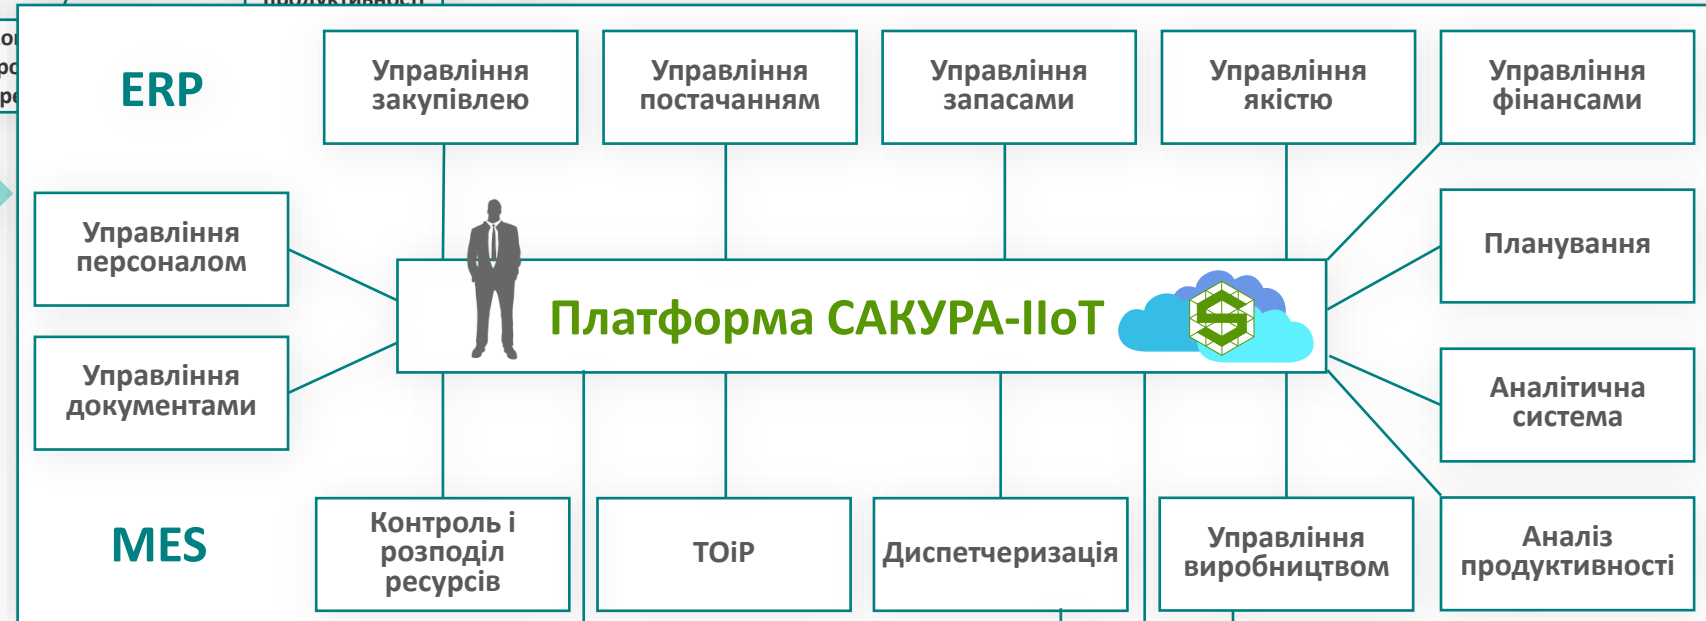 продуктивності
ERP
Управління
закупівлею
Управління
постачанням
Управління
запасами
Управління
якістю
Управління
фінансами
Управління
персоналом
Планування
Платформа САКУРА-IIoT
Управління
документами
Аналітична
система
MES
Контроль і
розподіл
ресурсів
ТОіР
Диспетчеризація
Управління
виробництвом
Аналіз
продуктивності